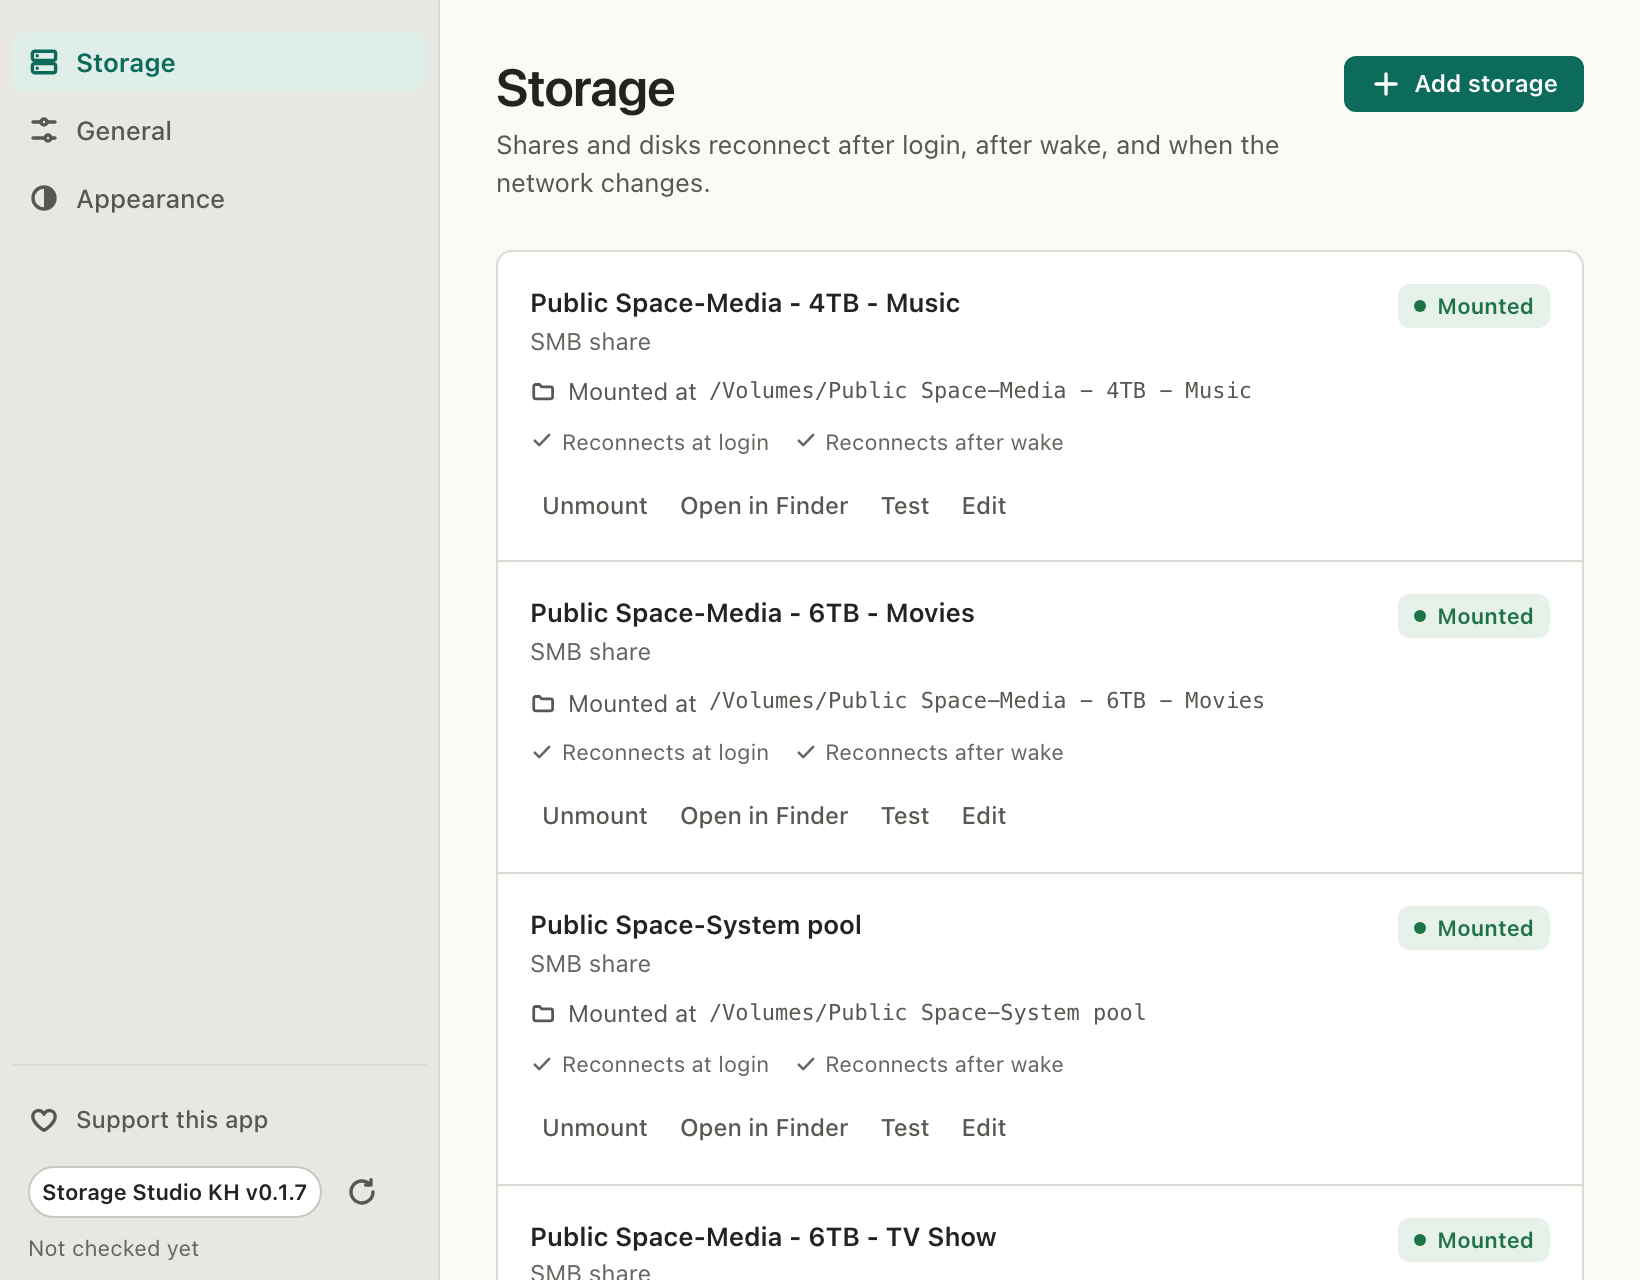 Storage
General
Appearance
Support this app
Storage Studio KH v0.1.7
Not checked yet
Storage
Add storage
Shares and disks reconnect after login, after wake, and when the
network changes.
Public Space-Media - 4TB - Music
Mounted
SMB share
Mounted at /Volumes/Public Space-Media - 4TB - Music
Reconnects at login Reconnects after wake
Unmount Open in Finder Test Edit
Public Space-Media - 6TB - Movies
Mounted
SMB share
Mounted at /Volumes/Public Space-Media - 6TB - Movies
Reconnects at login Reconnects after wake
Unmount Open in Finder Test Edit
Public Space-System pool
Mounted
SMB share
Mounted at /Volumes/Public Space-System pool
Reconnects at login Reconnects after wake
Unmount Open in Finder Test Edit
Public Space-Media - 6TB - TV Show
Mounted
SMB share